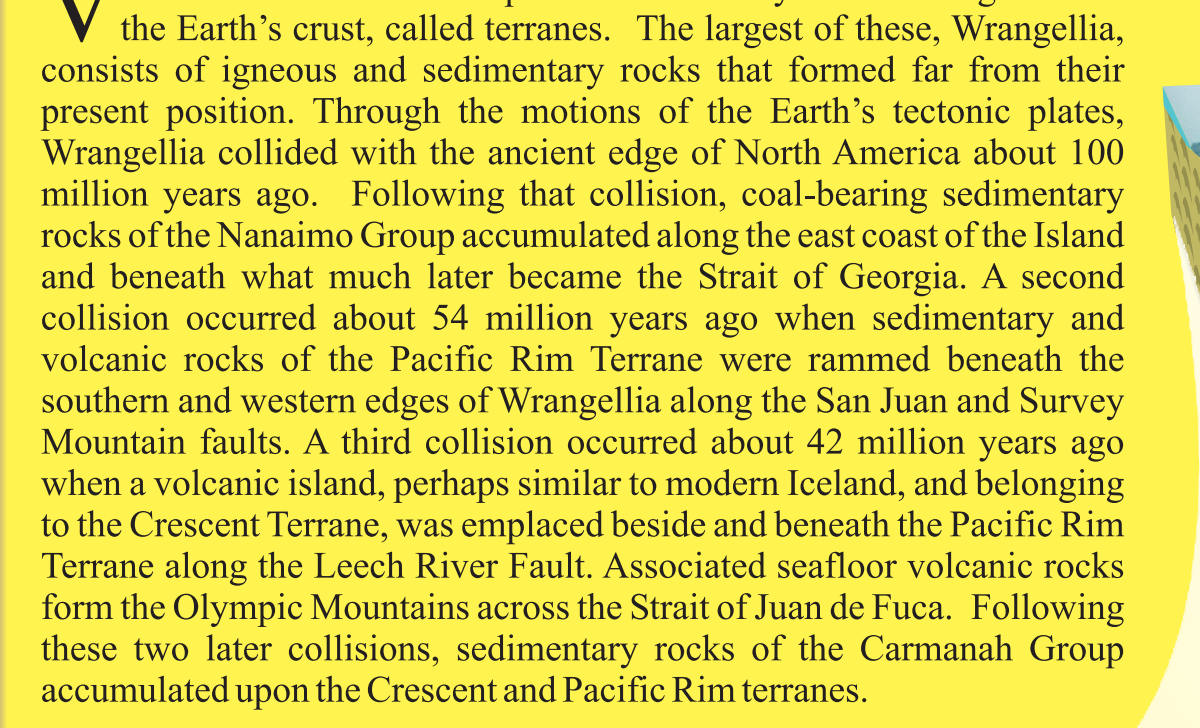 V the Earth’s crust, called terranes. The largest of these, Wrangellia,
consists of igneous and sedimentary rocks that formed far from their
present position. Through the motions of the Earth’s tectonic plates,
Wrangellia collided with the ancient edge of North America about 100
million years ago. Following that collision, coal-bearing sedimentary
rocks of the Nanaimo Group accumulated along the east coast of the Island
and beneath what much later became the Strait of Georgia. A second
collision occurred about 54 million years ago when sedimentary and
volcanic rocks of the Pacific Rim Terrane were rammed beneath the
southern and western edges of Wrangellia along the San Juan and Survey
Mountain faults. A third collision occurred about 42 million years ago
when a volcanic island, perhaps similar to modern Iceland, and belonging
to the Crescent Terrane, was emplaced beside and beneath the Pacific Rim
Terrane along the Leech River Fault. Associated seafloor volcanic rocks
form the Olympic Mountains across the Strait of Juan de Fuca. Following
these two later collisions, sedimentary rocks of the Carmanah Group
accumulated upon the Crescent and Pacific Rim terranes.